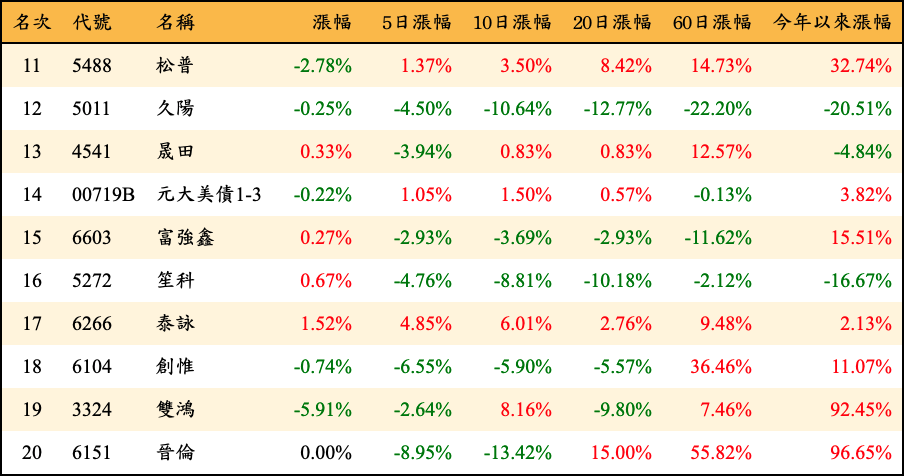 名次 代號 名稱 漲幅 5日漲幅 10日漲幅 20日漲幅 60日漲幅 今年以來漲幅
11 5488 松普 -2.78% 1.37% 3.50% 8.42% 14.73% 32.74%
12 5011 久陽 -0.25% -4.50% -10.64% -12.77% -22.20% -20.51%
13 4541 晟田 0.33% -3.94% 0.83% 0.83% 12.57% -4.84%
14 00719B 元大美債1-3 -0.22% 1.05% 1.50% 0.57% -0.13% 3.82%
15 6603 富強鑫 0.27% -2.93% -3.69% -2.93% -11.62% 15.51%
16 5272 笙科 0.67% -4.76% -8.81% -10.18% -2.12% -16.67%
17 6266 泰詠 1.52% 4.85% 6.01% 2.76% 9.48% 2.13%
18 6104 創惟 -0.74% -6.55% -5.90% -5.57% 36.46% 11.07%
19 3324 雙鴻 -5.91% -2.64% 8.16% -9.80% 7.46% 92.45%
20 6151 晉倫 0.00% -8.95% -13.42% 15.00% 55.82% 96.65%